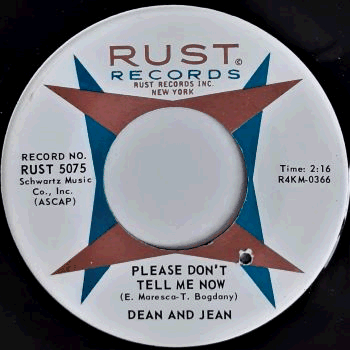 RUST ©
RECORDS
RUST RECORDS INC.
NEW YORK
RECORD NO.
RUST 5075
Schwartz Music
Co., Inc.
(ASCAP)
Time: 2:16
R4KM-0366
PLEASE DON'T
TELL ME NOW
(E. Maresca-T. Bogdany)
DEAN AND JEAN